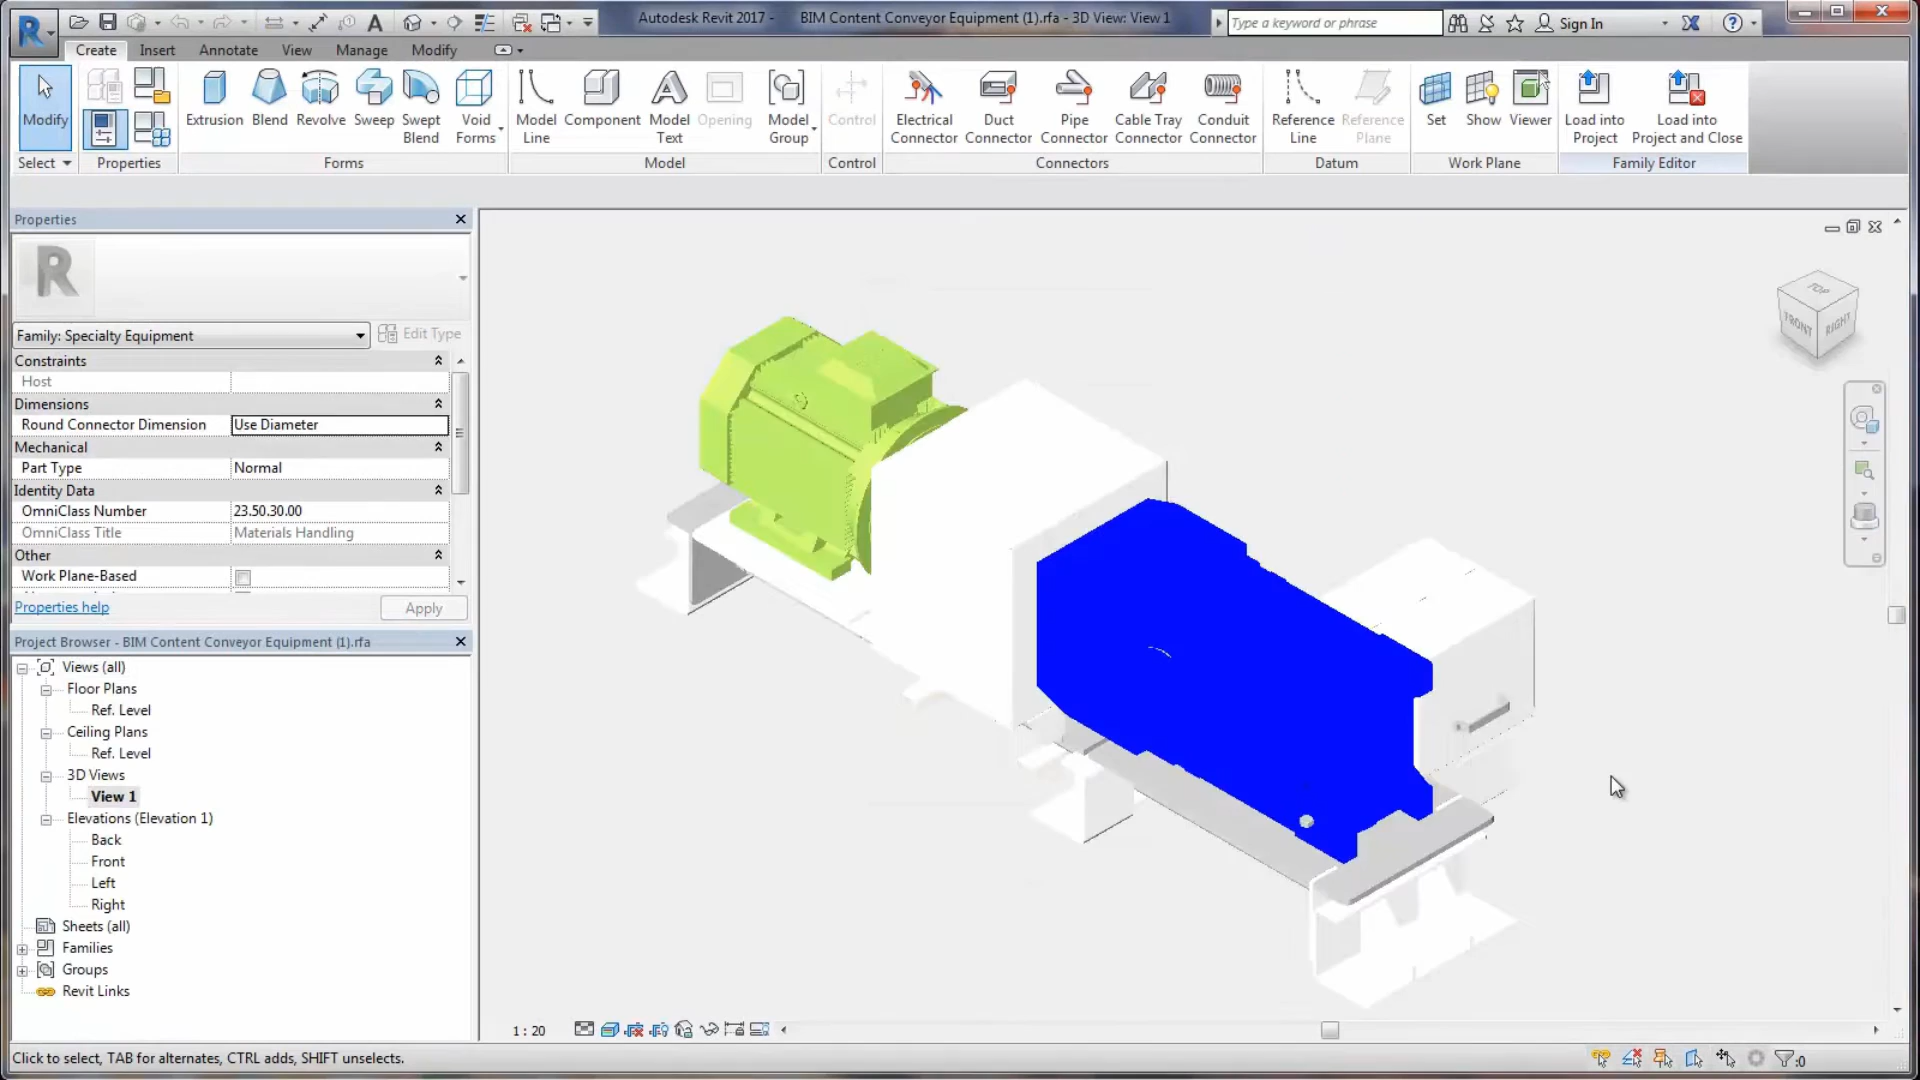 Autodesk Revit 2017 - BIM Content Conveyor Equipment (1).rfa - 3D View: View 1
Type a keyword or phrase
Sign In
Create Insert Annotate View Manage Modify
Modify
Extrusion Blend Revolve Sweep Swept Blend Void Forms
Model Line Component Model Text Opening Model Group
Control
Electrical Connector Duct Connector Pipe Connector Cable Tray Connector Conduit Connector
Reference Line Reference Plane
Set Show Viewer
Load into Project Load into Project and Close
Select Properties Forms Model Control Connectors Datum Work Plane Family Editor
Properties
R
Family: Specialty Equipment
Edit Type
Constraints
Host
Dimensions
Round Connector Dimension Use Diameter
Mechanical
Part Type Normal
Identity Data
OmniClass Number 23.50.30.00
OmniClass Title Materials Handling
Other
Work Plane-Based
Properties help
Apply
Project Browser - BIM Content Conveyor Equipment (1).rfa
Views (all)
Floor Plans
Ref. Level
Ceiling Plans
Ref. Level
3D Views
View 1
Elevations (Elevation 1)
Back
Front
Left
Right
Sheets (all)
Families
Groups
Revit Links
TOP
FRONT
RIGHT
1 : 20
Click to select, TAB for alternates, CTRL adds, SHIFT unselects.
:0